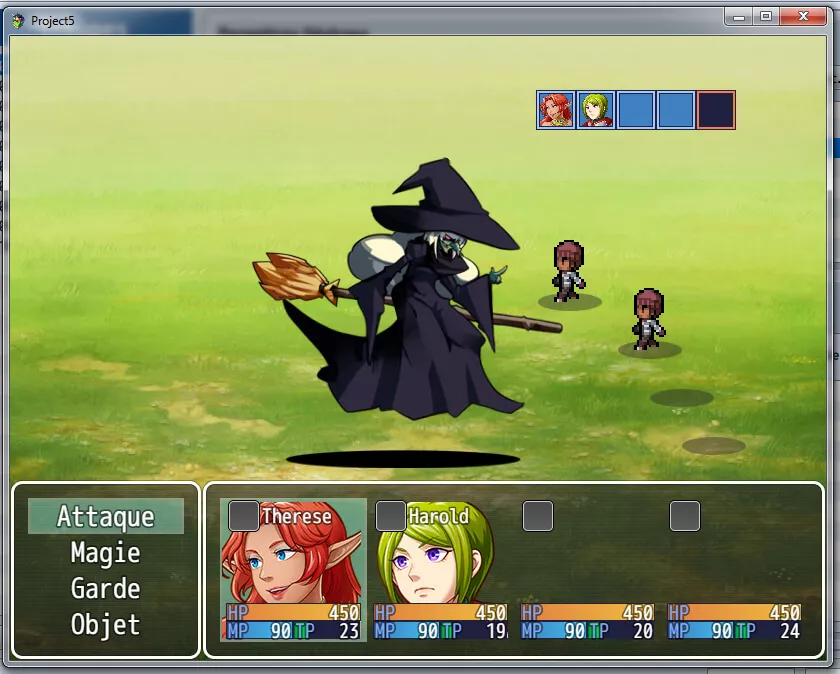 Project5
Attaque
Magie
Garde
Objet
Therese Harold
HP 450 HP 450 HP 450 HP 450
MP 90 TP 23 MP 90 TP 19 MP 90 TP 20 MP 90 TP 24